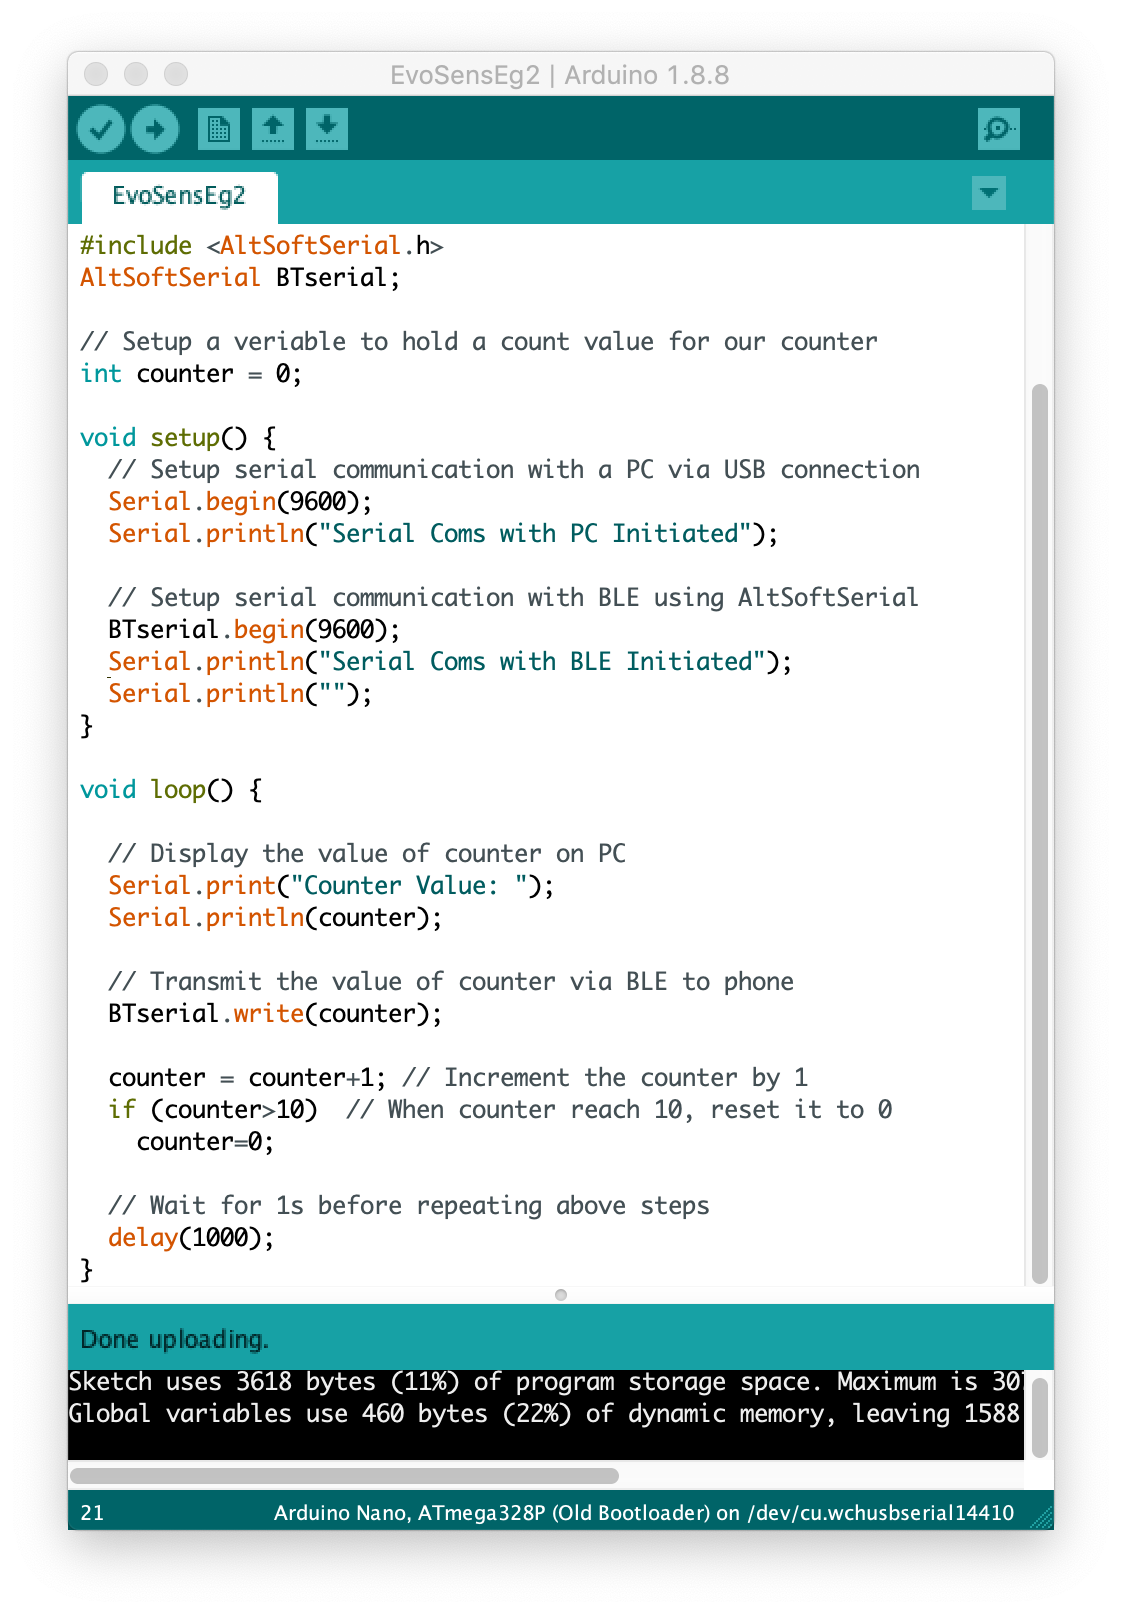 EvoSensEg2 | Arduino 1.8.8
EvoSensEg2
#include <AltSoftSerial.h>
AltSoftSerial BTserial;
// Setup a veriable to hold a count value for our counter
int counter = 0;
void setup() {
// Setup serial communication with a PC via USB connection
Serial.begin(9600);
Serial.println("Serial Coms with PC Initiated");
// Setup serial communication with BLE using AltSoftSerial
BTserial.begin(9600);
Serial.println("Serial Coms with BLE Initiated");
Serial.println("");
}
void loop() {
// Display the value of counter on PC
Serial.print("Counter Value: ");
Serial.println(counter);
// Transmit the value of counter via BLE to phone
BTserial.write(counter);
counter = counter+1; // Increment the counter by 1
if (counter>10)  // When counter reach 10, reset it to 0
counter=0;
// Wait for 1s before repeating above steps
delay(1000);
}
Done uploading.
Sketch uses 3618 bytes (11%) of program storage space. Maximum is
Global variables use 460 bytes (22%) of dynamic memory, leaving 1588
21
Arduino Nano, ATmega328P (Old Bootloader) on /dev/cu.wchusbserial14410